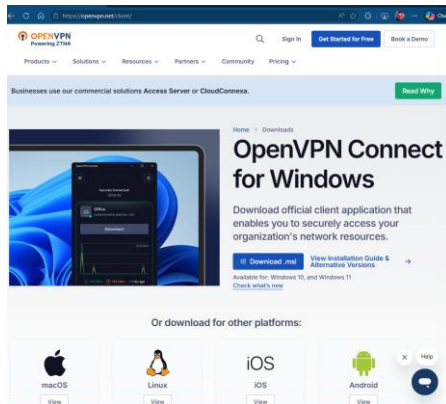 https://openvpn.net/client/
OPENVPN
Powering ZTNA
Sign In
Get Started for Free
Book a Demo
Products
Solutions
Resources
Partners
Community
Pricing
Businesses use our commercial solutions Access Server or CloudConnexa.
Read Why
Home > Downloads
OpenVPN Connect
for Windows
Download official client application that
enables you to securely access your
organization's network resources.
Download .msi
View Installation Guide &
Alternative Versions
Available for: Windows 10, and Windows 11
Check what's new
Office
Disconnect
Or download for other platforms:
iOS
macOS
Linux
iOS
Android
View
View
View
View
Help